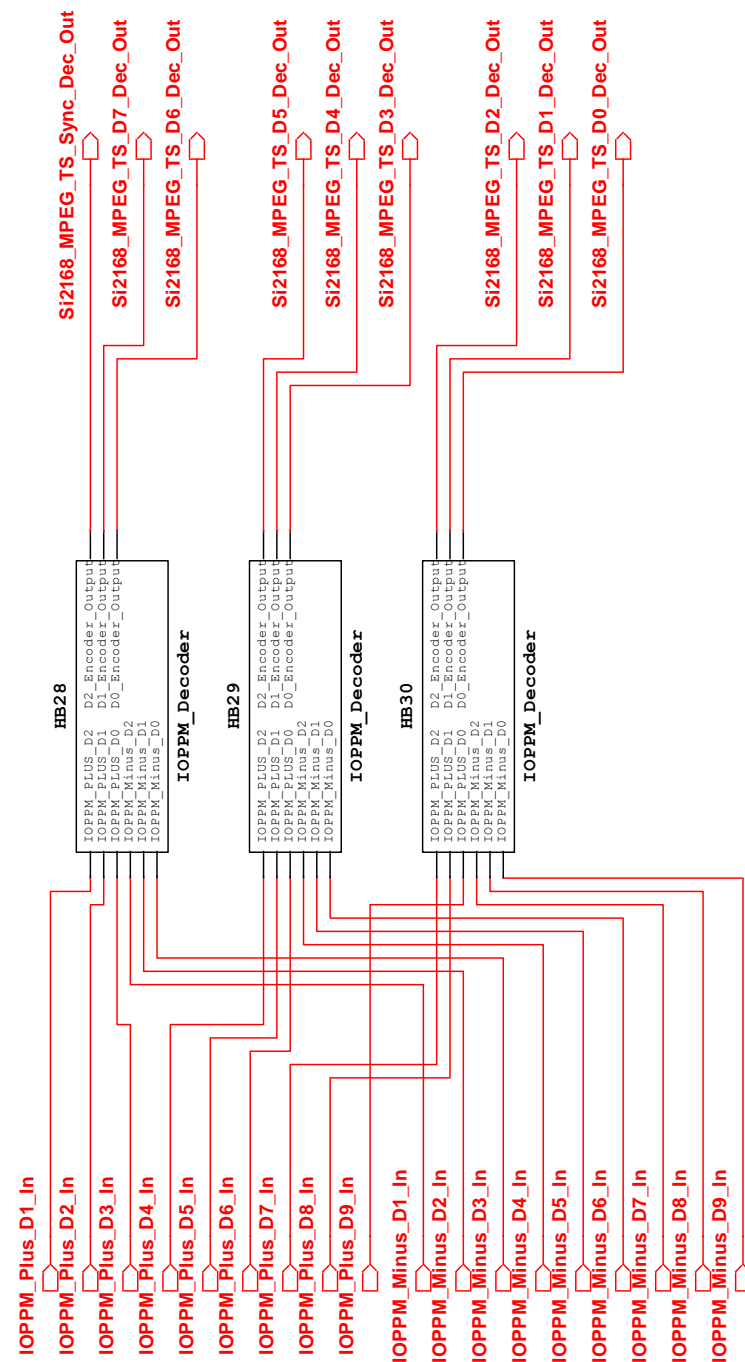 Si2168_MPEG_TS_Sync_Dec_Out
Si2168_MPEG_TS_D7_Dec_Out
Si2168_MPEG_TS_D6_Dec_Out
Si2168_MPEG_TS_D5_Dec_Out
Si2168_MPEG_TS_D4_Dec_Out
Si2168_MPEG_TS_D3_Dec_Out
Si2168_MPEG_TS_D2_Dec_Out
Si2168_MPEG_TS_D1_Dec_Out
Si2168_MPEG_TS_D0_Dec_Out
HB28
IOPPM_PLUS_D2 D2_Encoder_Output
IOPPM_PLUS_D1 D1_Encoder_Output
IOPPM_PLUS_D0 D0_Encoder_Output
IOPPM_Minus_D2
IOPPM_Minus_D1
IOPPM_Minus_D0
IOPPM_Decoder
HB29
IOPPM_PLUS_D2 D2_Encoder_Output
IOPPM_PLUS_D1 D1_Encoder_Output
IOPPM_PLUS_D0 D0_Encoder_Output
IOPPM_Minus_D2
IOPPM_Minus_D1
IOPPM_Minus_D0
IOPPM_Decoder
HB30
IOPPM_PLUS_D2 D2_Encoder_Output
IOPPM_PLUS_D1 D1_Encoder_Output
IOPPM_PLUS_D0 D0_Encoder_Output
IOPPM_Minus_D2
IOPPM_Minus_D1
IOPPM_Minus_D0
IOPPM_Decoder
IOPPM_Plus_D1_In
IOPPM_Plus_D2_In
IOPPM_Plus_D3_In
IOPPM_Plus_D4_In
IOPPM_Plus_D5_In
IOPPM_Plus_D6_In
IOPPM_Plus_D7_In
IOPPM_Plus_D8_In
IOPPM_Plus_D9_In
IOPPM_Minus_D1_In
IOPPM_Minus_D2_In
IOPPM_Minus_D3_In
IOPPM_Minus_D4_In
IOPPM_Minus_D5_In
IOPPM_Minus_D6_In
IOPPM_Minus_D7_In
IOPPM_Minus_D8_In
IOPPM_Minus_D9_In